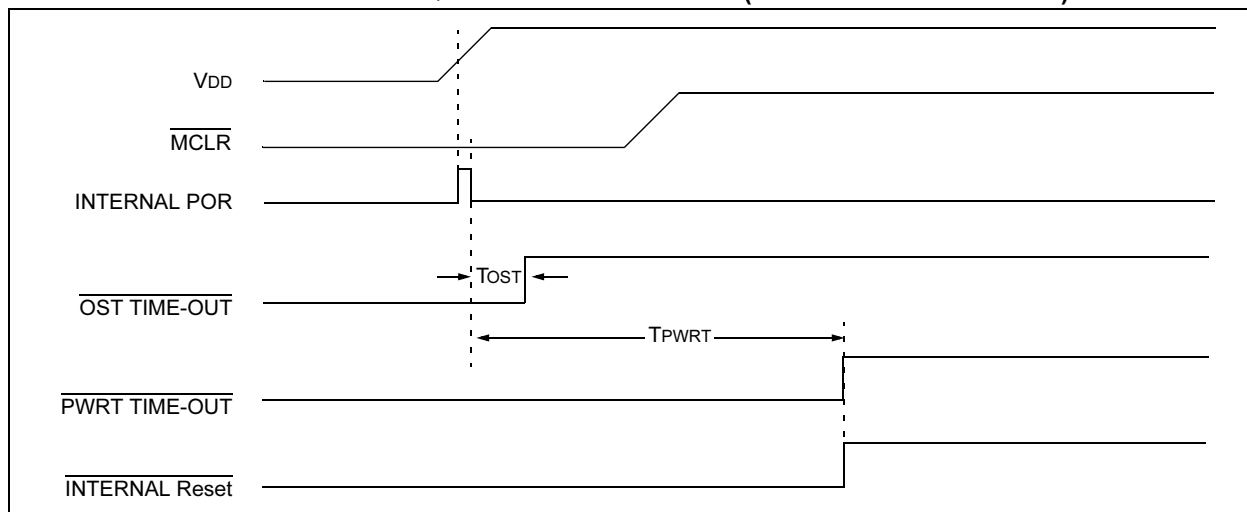 VDD
MCLR
INTERNAL POR
TOST
OST TIME-OUT
TPWRT
PWRT TIME-OUT
INTERNAL Reset